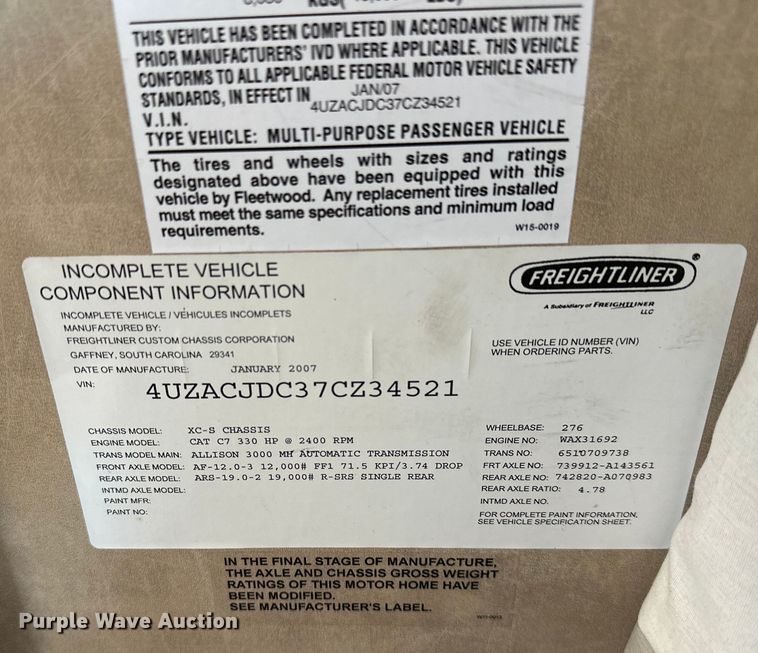 THIS VEHICLE HAS BEEN COMPLETED IN ACCORDANCE WITH THE
PRIOR MANUFACTURERS' IVD WHERE APPLICABLE. THIS VEHICLE
CONFORMS TO ALL APPLICABLE FEDERAL MOTOR VEHICLE SAFETY
STANDARDS, IN EFFECT IN JAN/07
V.I.N. 4UZACJDC37CZ34521
TYPE VEHICLE: MULTI-PURPOSE PASSENGER VEHICLE
The tires and wheels with sizes and ratings
designated above have been equipped with this
vehicle by Fleetwood. Any replacement tires installed
must meet the same specifications and minimum load
requirements.
W15-0019
INCOMPLETE VEHICLE
COMPONENT INFORMATION
FREIGHTLINER®
A Subsidiary of FREIGHTLINER
LLC
INCOMPLETE VEHICLE / VÉHICULES INCOMPLETS
MANUFACTURED BY:
FREIGHTLINER CUSTOM CHASSIS CORPORATION
GAFFNEY, SOUTH CAROLINA 29341
USE VEHICLE ID NUMBER (VIN)
WHEN ORDERING PARTS.
DATE OF MANUFACTURE: JANUARY 2007
VIN: 4UZACJDC37CZ34521
CHASSIS MODEL: XC-S CHASSIS
ENGINE MODEL: CAT C7 330 HP @ 2400 RPM
TRANS MODEL MAIN: ALLISON 3000 MH AUTOMATIC TRANSMISSION
FRONT AXLE MODEL: AF-12.0-3 12,000# FF1 71.5 KPI/3.74 DROP
REAR AXLE MODEL: ARS-19.0-2 19,000# R-SRS SINGLE REAR
INTMD AXLE MODEL:
PAINT MFR:
PAINT NO:
WHEELBASE: 276
ENGINE NO: WAX31692
TRANS NO: 6510709738
FRT AXLE NO: 739912-A143561
REAR AXLE NO: 742820-A070983
REAR AXLE RATIO: 4.78
INTMD AXLE NO.
FOR COMPLETE PAINT INFORMATION,
SEE VEHICLE SPECIFICATION SHEET.
IN THE FINAL STAGE OF MANUFACTURE,
THE AXLE AND CHASSIS GROSS WEIGHT
RATINGS OF THIS MOTOR HOME HAVE
BEEN MODIFIED.
SEE MANUFACTURER'S LABEL.
Purple Wave Auction